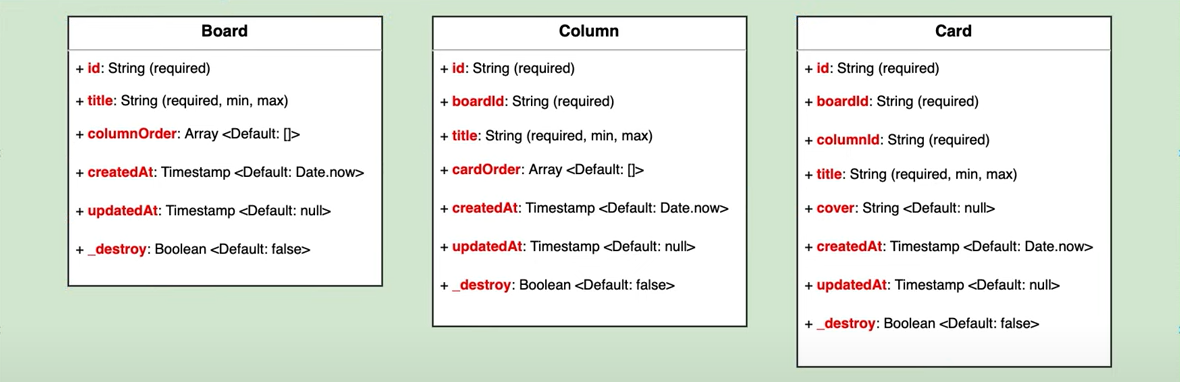 Board
+ id: String (required)
+ title: String (required, min, max)
+ columnOrder: Array <Default: []>
+ createdAt: Timestamp <Default: Date.now>
+ updatedAt: Timestamp <Default: null>
+ _destroy: Boolean <Default: false>
Column
+ id: String (required)
+ boardId: String (required)
+ title: String (required, min, max)
+ cardOrder: Array <Default: []>
+ createdAt: Timestamp <Default: Date.now>
+ updatedAt: Timestamp <Default: null>
+ _destroy: Boolean <Default: false>
Card
+ id: String (required)
+ boardId: String (required)
+ columnId: String (required)
+ title: String (required, min, max)
+ cover: String <Default: null>
+ createdAt: Timestamp <Default: Date.now>
+ updatedAt: Timestamp <Default: null>
+ _destroy: Boolean <Default: false>